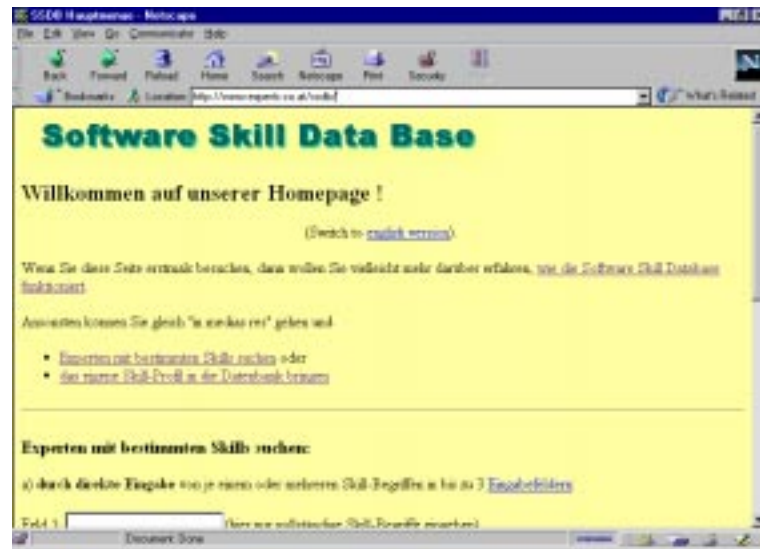 SSDB Hauptmenue - Netscape
File Edit View Go Communicator Help
Back Forward Reload Home Search Netscape Print Security
Bookmarks Location: What's Related
Software Skill Data Base
Willkommen auf unserer Homepage !
(Switch to english version).
Wenn Sie diese Seite erstmals besuchen, dann wollen Sie vielleicht mehr darüber erfahren, wie die Software Skill Database
funktioniert.
Ansonsten können Sie gleich "in medias res" gehen und
Experten mit bestimmten Skills suchen oder
das eigene Skill-Profil in die Datenbank bringen
Experten mit bestimmten Skills suchen:
a) durch direkte Eingabe von je einem oder mehreren Skill-Begriffen in bis zu 3 Eingabefeldern
Feld 1: (hier nur Skill-Begriffe eingeben)
Document: Done